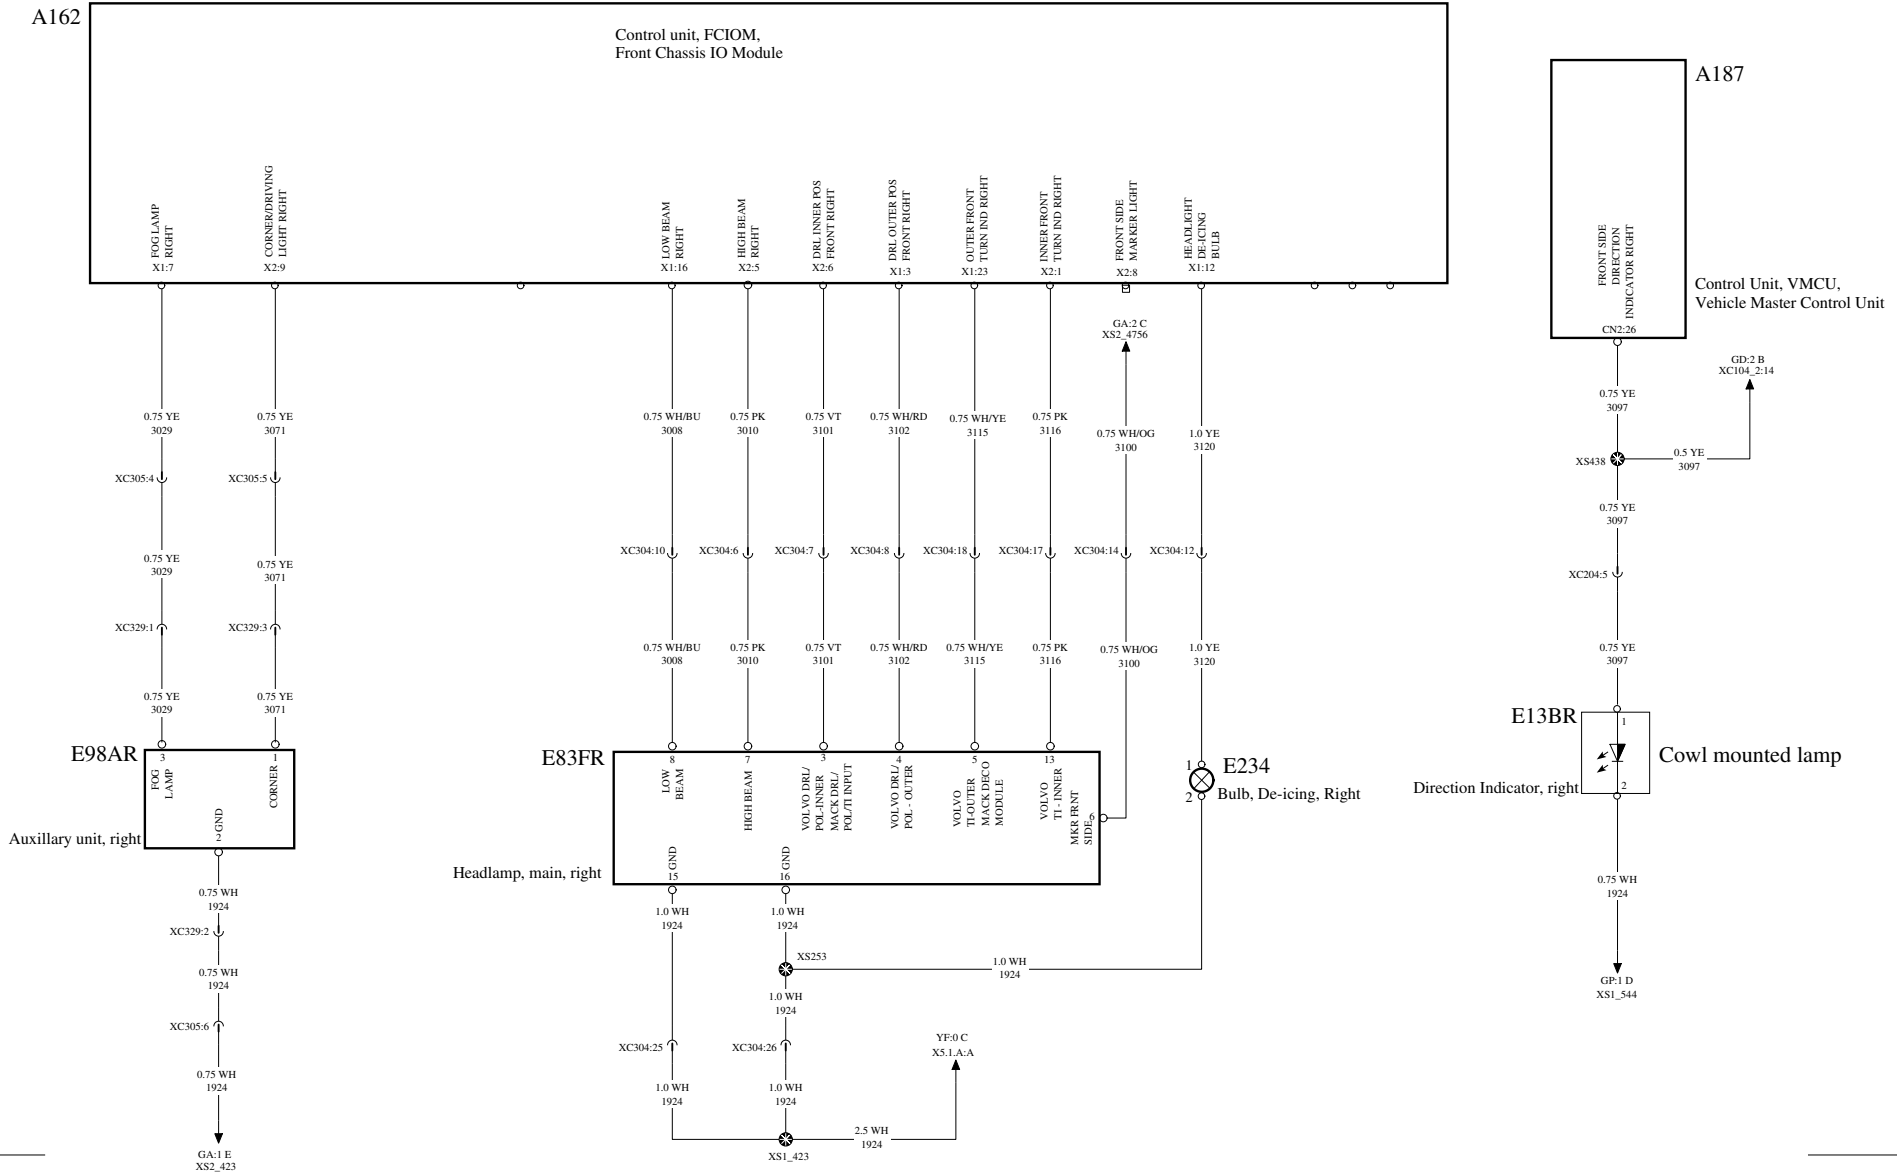 A162
Control unit, FCIOM,
Front Chassis IO Module
A187
FOG LAMP
RIGHT
X1:7
CORNER/DRIVING
LIGHT RIGHT
X2:9
LOW BEAM
RIGHT
X1:16
HIGH BEAM
RIGHT
X2:5
DRL INNER POS
FRONT RIGHT
X2:6
DRL OUTER POS
FRONT RIGHT
X1:3
OUTER FRONT
TURN IND RIGHT
X1:23
INNER FRONT
TURN IND RIGHT
X2:1
FRONT SIDE
MARKER LIGHT
X2:8
HEADLIGHT
DE-ICING
BULB
X1:12
FRONT SIDE
DIRECTION
INDICATOR RIGHT
CN2:26
Control Unit, VMCU,
Vehicle Master Control Unit
GA:2 C
XS2_4756
GD:2 B
XC104_2:14
0.75 YE
3029
0.75 YE
3071
0.75 WH/BU
3008
0.75 PK
3010
0.75 VT
3101
0.75 WH/RD
3102
0.75 WH/YE
3115
0.75 PK
3116
0.75 WH/OG
3100
1.0 YE
3120
0.75 YE
3097
XS438
0.5 YE
3097
0.75 YE
3097
XC305:4
XC305:5
XC304:10
XC304:6
XC304:7
XC304:8
XC304:18
XC304:17
XC304:14
XC304:12
XC204:5
0.75 YE
3029
0.75 YE
3071
XC329:1
XC329:3
0.75 WH/BU
3008
0.75 PK
3010
0.75 VT
3101
0.75 WH/RD
3102
0.75 WH/YE
3115
0.75 PK
3116
0.75 WH/OG
3100
1.0 YE
3120
0.75 YE
3097
0.75 YE
3029
0.75 YE
3071
E98AR
3
FOG
LAMP
1
CORNER
GND
2
Auxillary unit, right
E83FR
8
LOW
BEAM
7
HIGH BEAM
3
VOLVO DRL/
POL-INNER
MACK DRL/
POL/TI INPUT
4
VOLVO DRL/
POL - OUTER
5
VOLVO
TI-OUTER
MACK DECO
MODULE
13
VOLVO
TI - INNER
MKR FRNT
SIDE
6
GND
15
GND
16
Headlamp, main, right
1
E234
2
Bulb, De-icing, Right
E13BR
1
2
Cowl mounted lamp
Direction Indicator, right
0.75 WH
1924
XC329:2
0.75 WH
1924
XC305:6
0.75 WH
1924
GA:1 E
XS2_423
1.0 WH
1924
1.0 WH
1924
XS253
1.0 WH
1924
1.0 WH
1924
XC304:25
XC304:26
1.0 WH
1924
1.0 WH
1924
YF:0 C
X5.1.A:A
2.5 WH
1924
XS1_423
0.75 WH
1924
GP:1 D
XS1_544